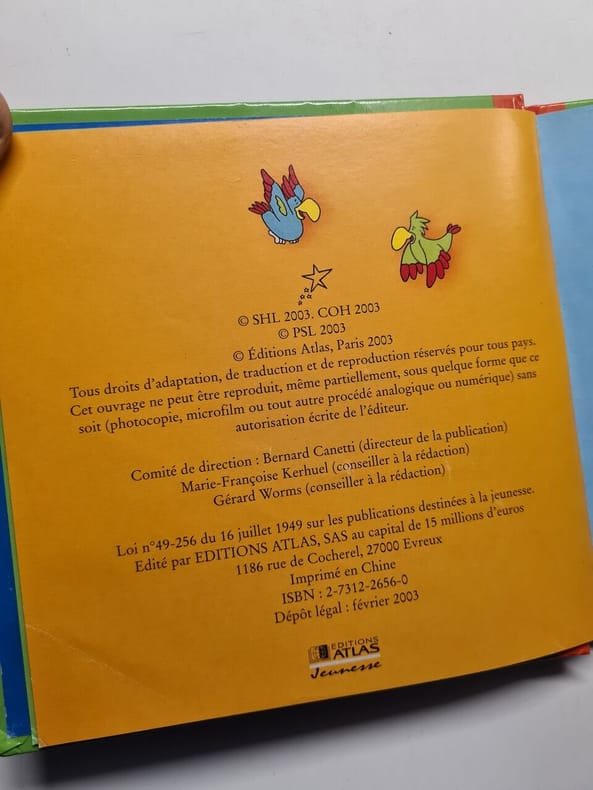 © SHL 2003. COH 2003
© PSL 2003
© Éditions Atlas, Paris 2003
Tous droits d'adaptation, de traduction et de reproduction réservés pour tous pays.
Cet ouvrage ne peut être reproduit, même partiellement, sous quelque forme que ce
soit (photocopie, microfilm ou tout autre procédé analogique ou numérique) sans
autorisation écrite de l'éditeur.
Comité de direction : Bernard Canetti (directeur de la publication)
Marie-Françoise Kerhuel (conseiller à la rédaction)
Gérard Worms (conseiller à la rédaction)
Loi n°49-256 du 16 juillet 1949 sur les publications destinées à la jeunesse.
Edité par EDITIONS ATLAS, SAS au capital de 15 millions d'euros
1186 rue de Cocherel, 27000 Evreux
Imprimé en Chine
ISBN : 2-7312-2656-0
Dépôt légal : février 2003
EDITIONS
ATLAS
Jeunesse